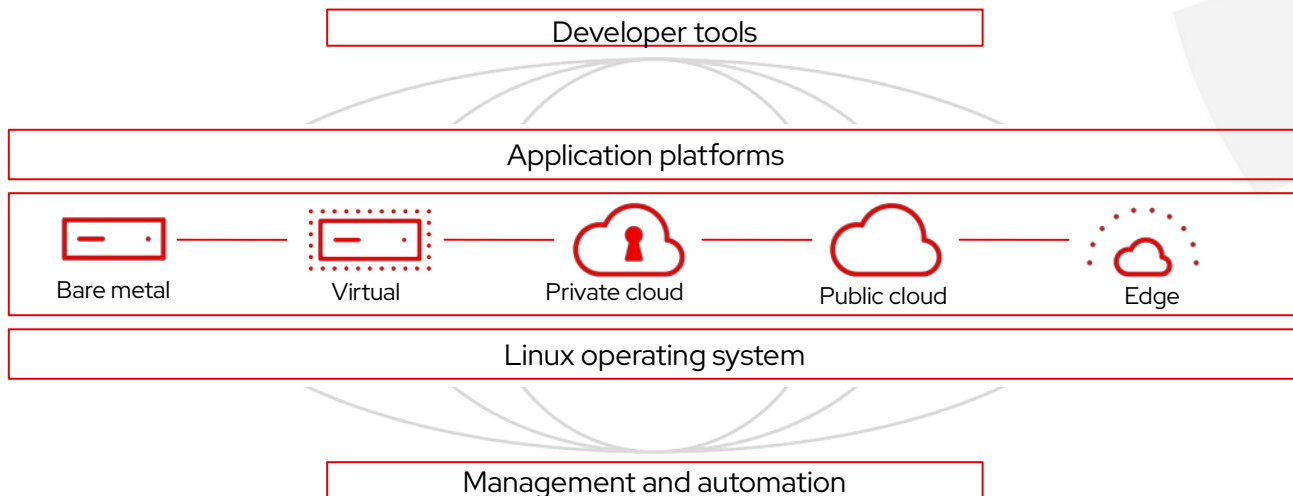 Developer tools
Application platforms
Bare metal
Virtual
Private cloud
Public cloud
Edge
Linux operating system
Management and automation